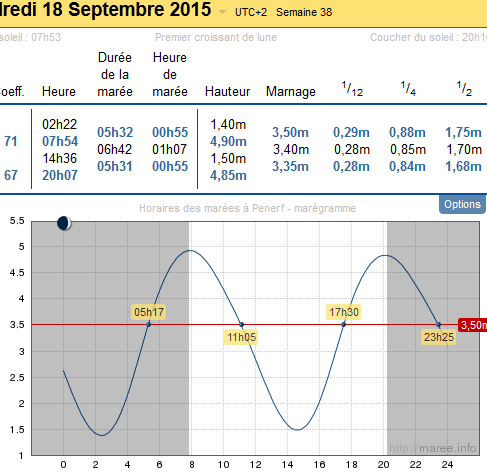 dredi 18 Septembre 2015 UTC+2 Semaine 38
soleil : 07h53 Premier croissant de lune Coucher du soleil : 20h1
Coeff. Heure Durée de la marée Heure de marée Hauteur Marnage 1/12 1/4 1/2
02h22 1,40m
71 07h54 05h32 00h55 4,90m 3,50m 0,29m 0,88m 1,75m
14h36 06h42 01h07 1,50m 3,40m 0,28m 0,85m 1,70m
67 20h07 05h31 00h55 4,85m 3,35m 0,28m 0,84m 1,68m
Options
Horaires des marées à Penerf - marégramme
5.5
5
4.5
4
05h17 17h30
3.5 3,50m
11h05 23h25
3
2.5
2
1.5
http://maree.info
1
0 2 4 6 8 10 12 14 16 18 20 22 24